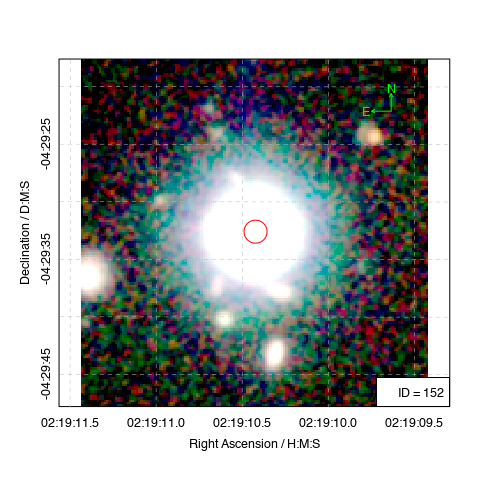 N
E
-04:29:25
-04:29:35
-04:29:45
Declination / D:M:S
ID = 152
02:19:11.5 02:19:11.0 02:19:10.5 02:19:10.0 02:19:09.5
Right Ascension / H:M:S